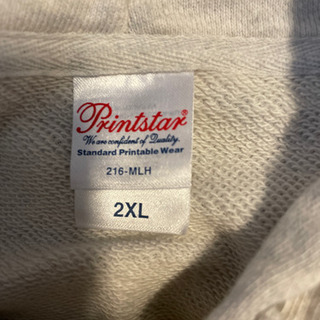 Printstar®
We are confident of Quality.
Standard Printable Wear
216-MLH
2XL